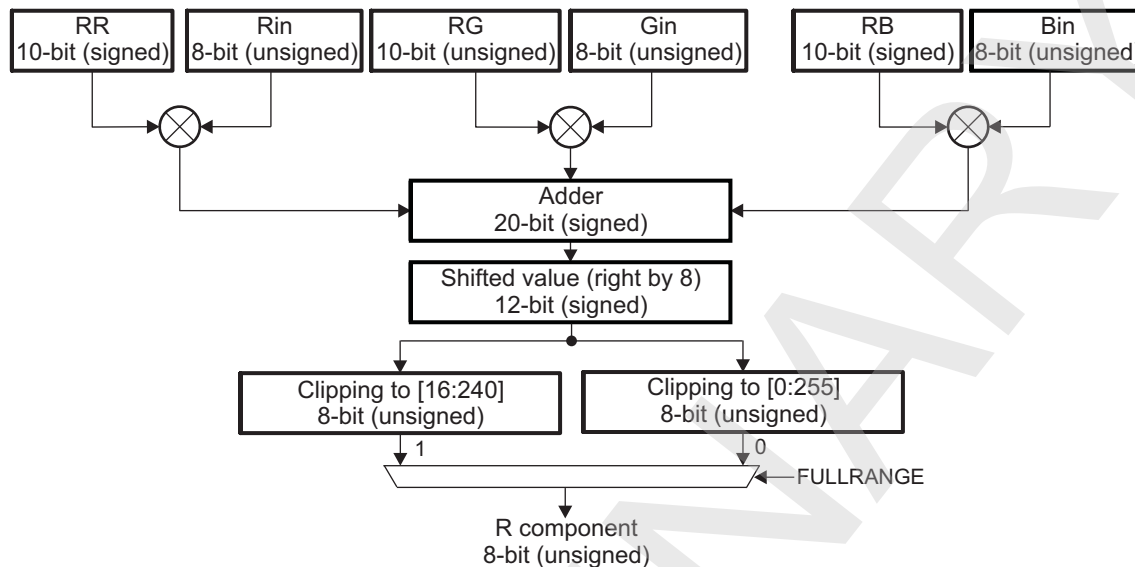 RR
10-bit (signed)
Rin
8-bit (unsigned)
RG
10-bit (unsigned)
Gin
8-bit (unsigned)
RB
10-bit (signed)
Bin
8-bit (unsigned
Adder
20-bit (signed)
Shifted value (right by 8)
12-bit (signed)
Clipping to [16:240]
8-bit (unsigned)
Clipping to [0:255]
8-bit (unsigned)
1
0
FULLRANGE
R component
8-bit (unsigned)
NARY